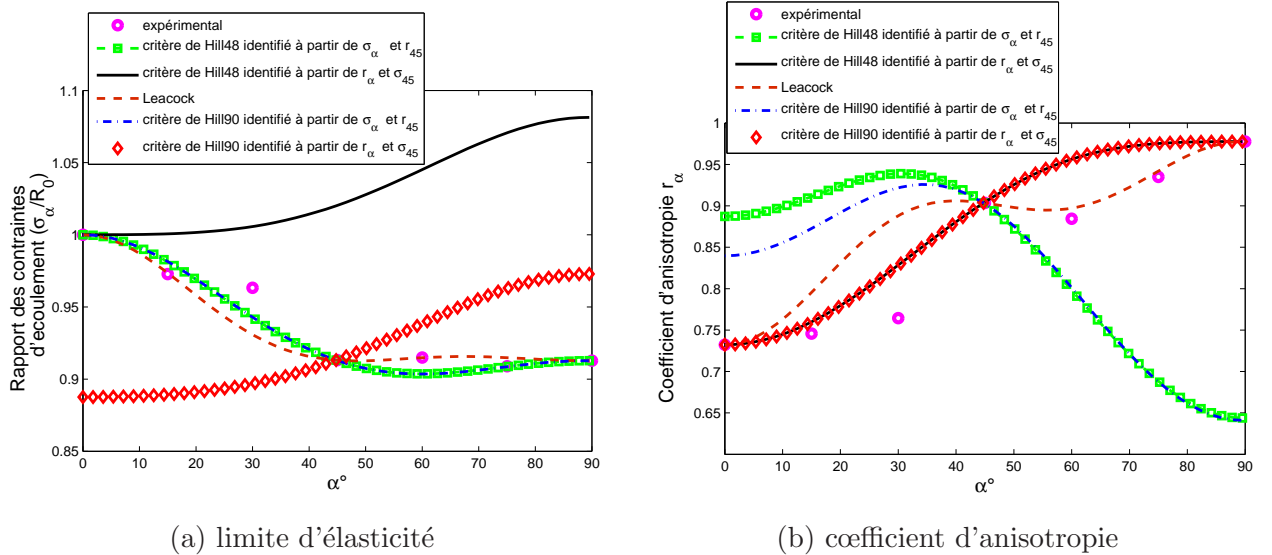 expérimental
critère de Hill48 identifié à partir de σα et r45
critère de Hill48 identifié à partir de rα et σ45
Leacock
critère de Hill90 identifié à partir de σα et r45
critère de Hill90 identifié à partir de rα et σ45
Rapport des contraintes
d'ecoulement (σα/R0)
1.1
1.05
1
0.95
0.9
0.85
0 10 20 30 40 50 60 70 80 90
α°
(a) limite d'élasticité
expérimental
critère de Hill48 identifié à partir de σα et r45
critère de Hill48 identifié à partir de rα et σ45
Leacock
critère de Hill90 identifié à partir de σα et r45
critère de Hill90 identifié à partir de rα et σ45
Coefficient d'anisotropie rα
1
0.95
0.9
0.85
0.8
0.75
0.7
0.65
0 10 20 30 40 50 60 70 80 90
α°
(b) cœfficient d'anisotropie